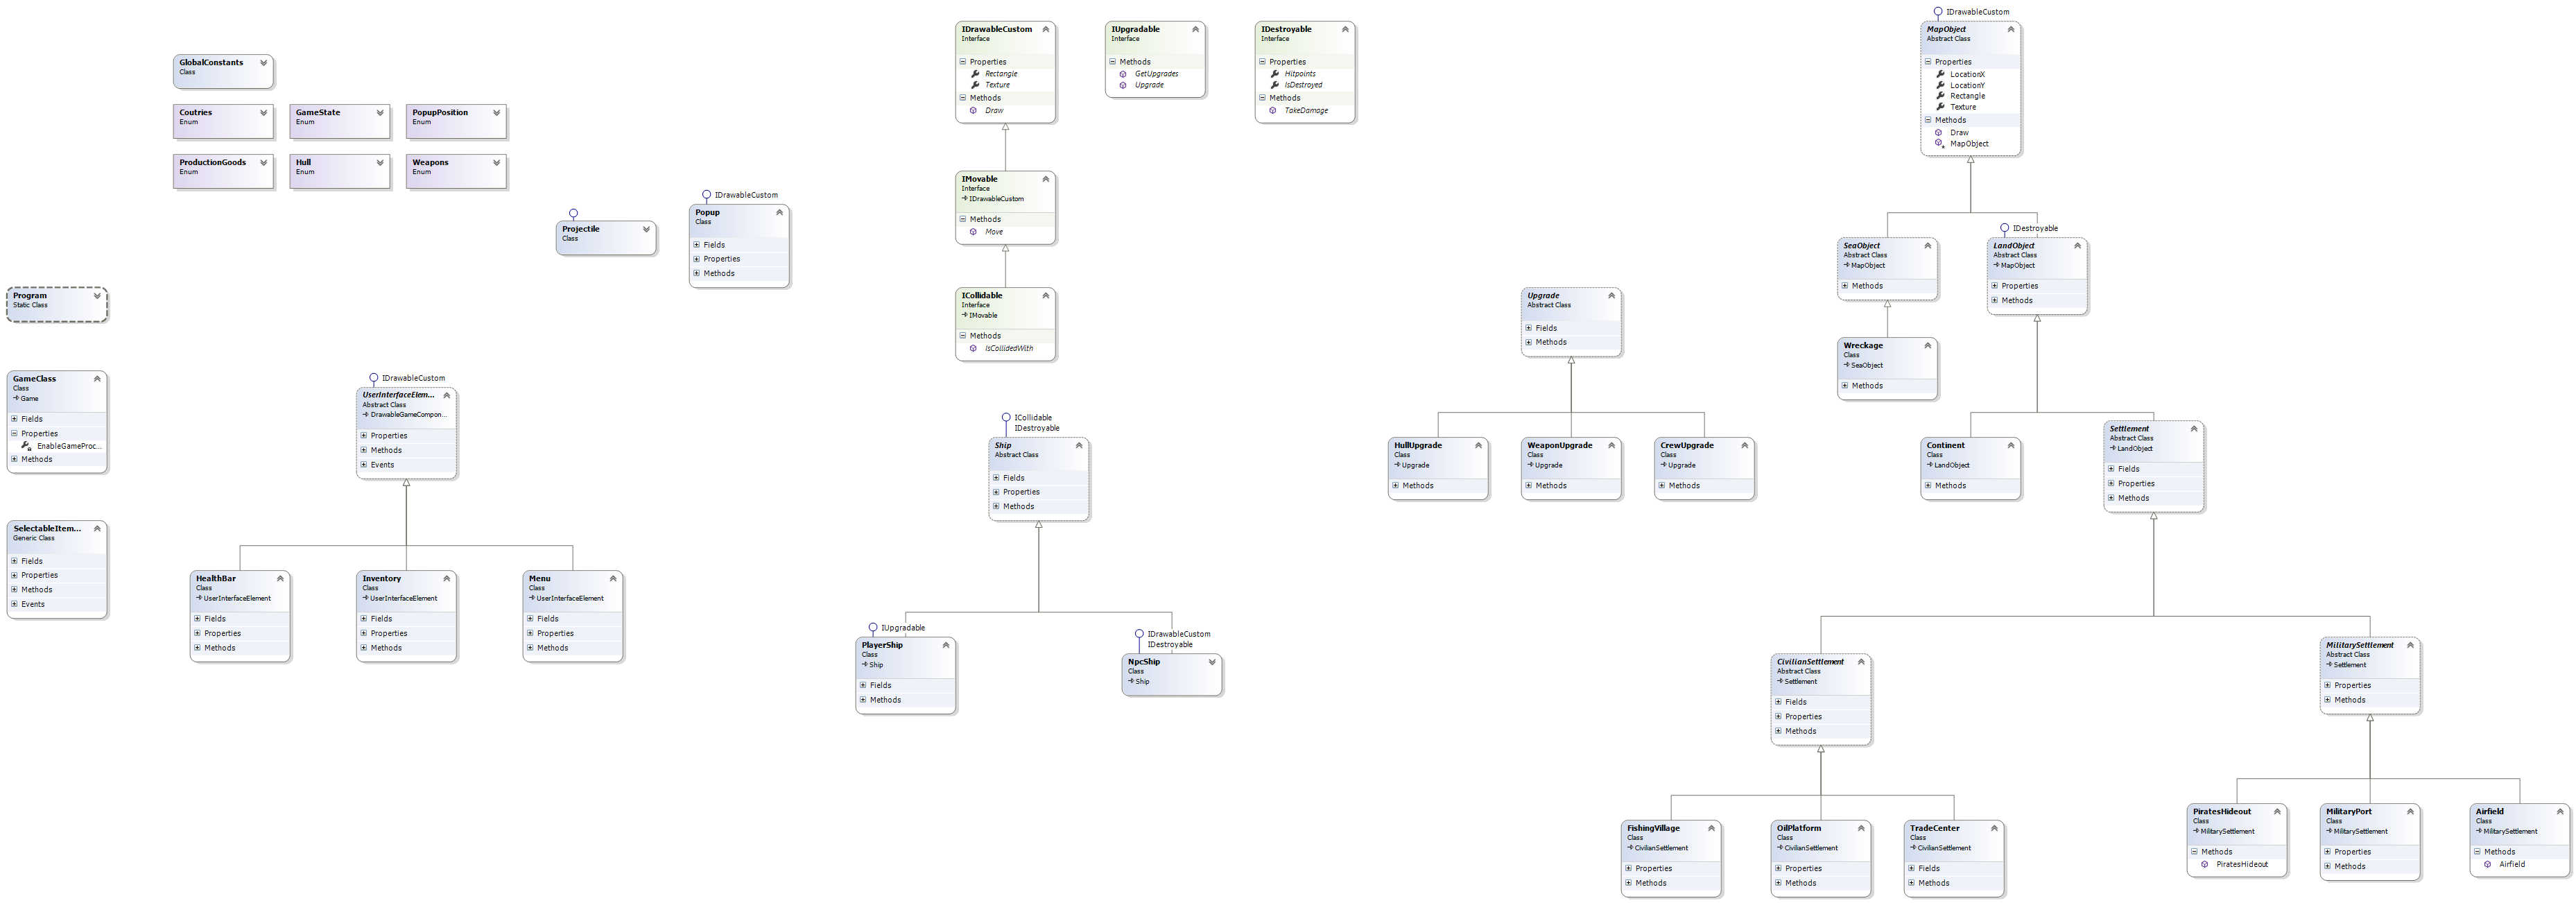 GlobalConstants
Class
Coutries
Enum
GameState
Enum
PopupPosition
Enum
ProductionGoods
Enum
Hull
Enum
Weapons
Enum
Projectile
Class
IDrawableCustom
Popup
Class
Fields
Properties
Methods
Program
Static Class
GameClass
Class
Game
Fields
Properties
EnableGameProc...
Methods
SelectableItem...
Generic Class
Fields
Properties
Methods
Events
IDrawableCustom
UserInterfaceElem...
Abstract Class
DrawableGameCompon...
Properties
Methods
Events
HealthBar
Class
UserInterfaceElement
Fields
Properties
Methods
Inventory
Class
UserInterfaceElement
Fields
Properties
Methods
Menu
Class
UserInterfaceElement
Fields
Properties
Methods
IDrawableCustom
Interface
Properties
Rectangle
Texture
Methods
Draw
IUpgradable
Interface
Methods
GetUpgrades
Upgrade
IDestroyable
Interface
Properties
Hitpoints
IsDestroyed
Methods
TakeDamage
IMovable
Interface
IDrawableCustom
Methods
Move
ICollidable
Interface
IMovable
Methods
IsCollidedWith
ICollidable
IDestroyable
Ship
Abstract Class
Fields
Properties
Methods
IUpgradable
PlayerShip
Class
Ship
Fields
Methods
IDrawableCustom
IDestroyable
NpcShip
Class
Ship
Upgrade
Abstract Class
Fields
Methods
HullUpgrade
Class
Upgrade
Methods
WeaponUpgrade
Class
Upgrade
Methods
CrewUpgrade
Class
Upgrade
Methods
IDrawableCustom
MapObject
Abstract Class
Properties
LocationX
LocationY
Rectangle
Texture
Methods
Draw
MapObject
SeaObject
Abstract Class
MapObject
Methods
IDestroyable
LandObject
Abstract Class
MapObject
Properties
Methods
Wreckage
Class
SeaObject
Methods
Continent
Class
LandObject
Methods
Settlement
Abstract Class
LandObject
Fields
Properties
Methods
CivilianSettlement
Abstract Class
Settlement
Fields
Properties
Methods
MilitarySettlement
Abstract Class
Settlement
Properties
Methods
FishingVillage
Class
CivilianSettlement
Properties
Methods
OilPlatform
Class
CivilianSettlement
Properties
Methods
TradeCenter
Class
CivilianSettlement
Fields
Methods
PiratesHideout
Class
MilitarySettlement
Methods
PiratesHideout
MilitaryPort
Class
MilitarySettlement
Properties
Methods
Airfield
Class
MilitarySettlement
Methods
Airfield